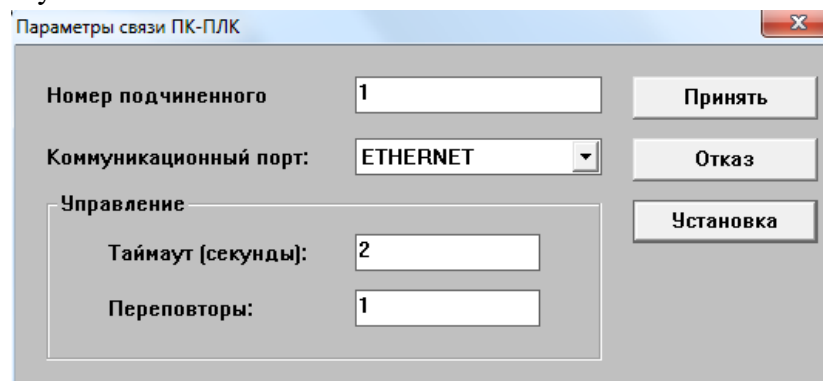 Параметры связи ПК-ПЛК
Номер подчиненного 1 Принять
Коммуникационный порт: ETHERNET Отказ
Управление Установка
Таймаут (секунды): 2
Переповторы: 1